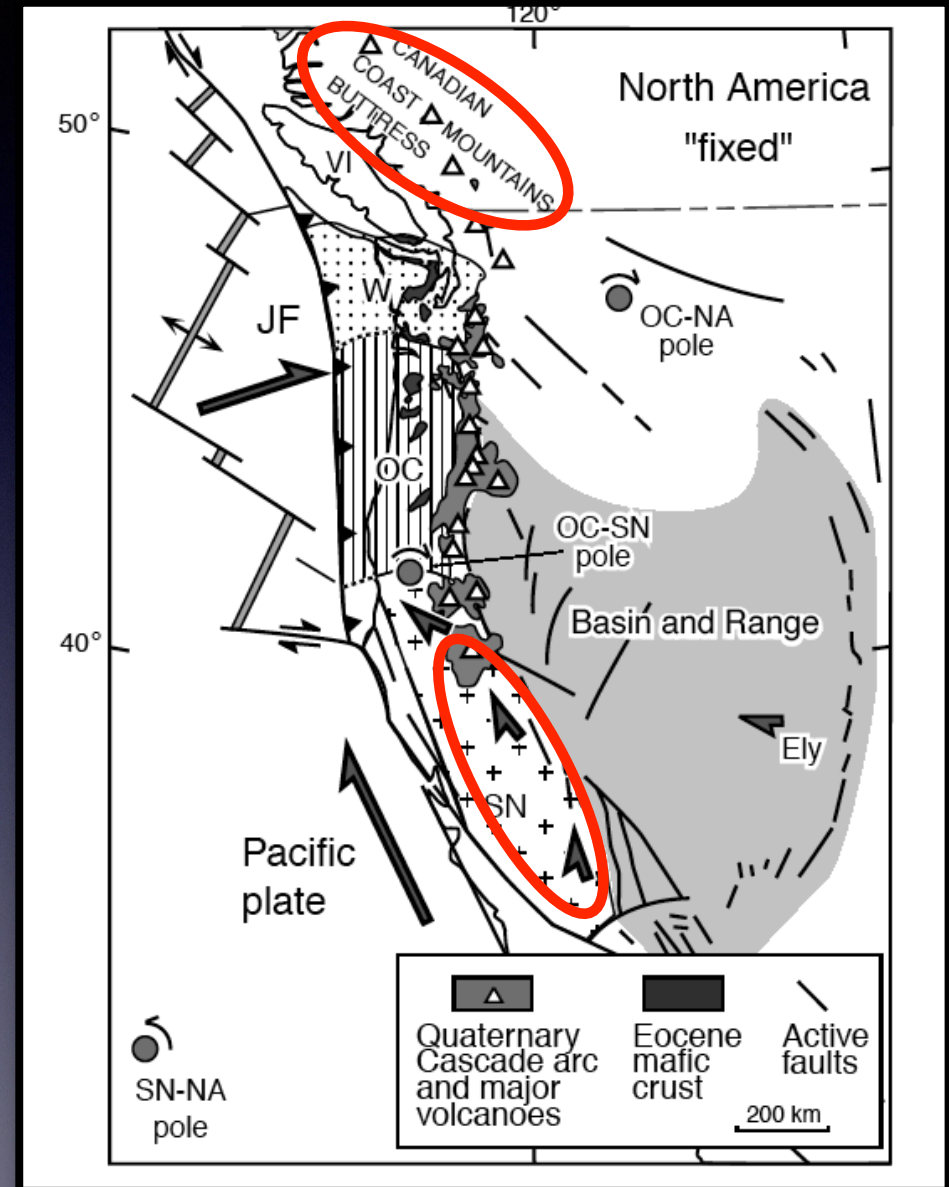 120°
CANADIAN
COAST MOUNTAINS
BUTTRESS
North America
"fixed"
50°
VI
W
JF
OC-NA
pole
OC
OC-SN
pole
Basin and Range
40°
Ely
SN
Pacific
plate
SN-NA
pole
Quaternary
Cascade arc
and major
volcanoes
Eocene
mafic
crust
Active
faults
200 km